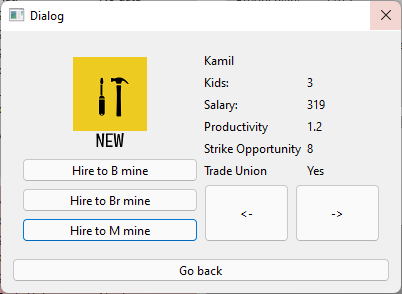 Dialog
NEW
Hire to B mine
Hire to Br mine
Hire to M mine
Kamil
Kids: 3
Salary: 319
Productivity 1.2
Strike Opportunity 8
Trade Union Yes
<- ->
Go back